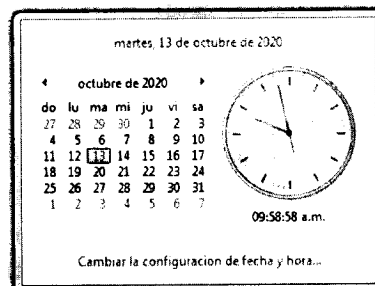 martes, 13 de octubre de 2020
octubre de 2020
do lu ma mi ju vi sa
27 28 29 30 1 2 3
4 5 6 7 8 9 10
11 12 13 14 15 16 17
18 19 20 21 22 23 24
25 26 27 28 29 30 31
1 2 3 4 5 6 7
09:58:58 a.m.
Cambiar la configuracion de fecha y hora...